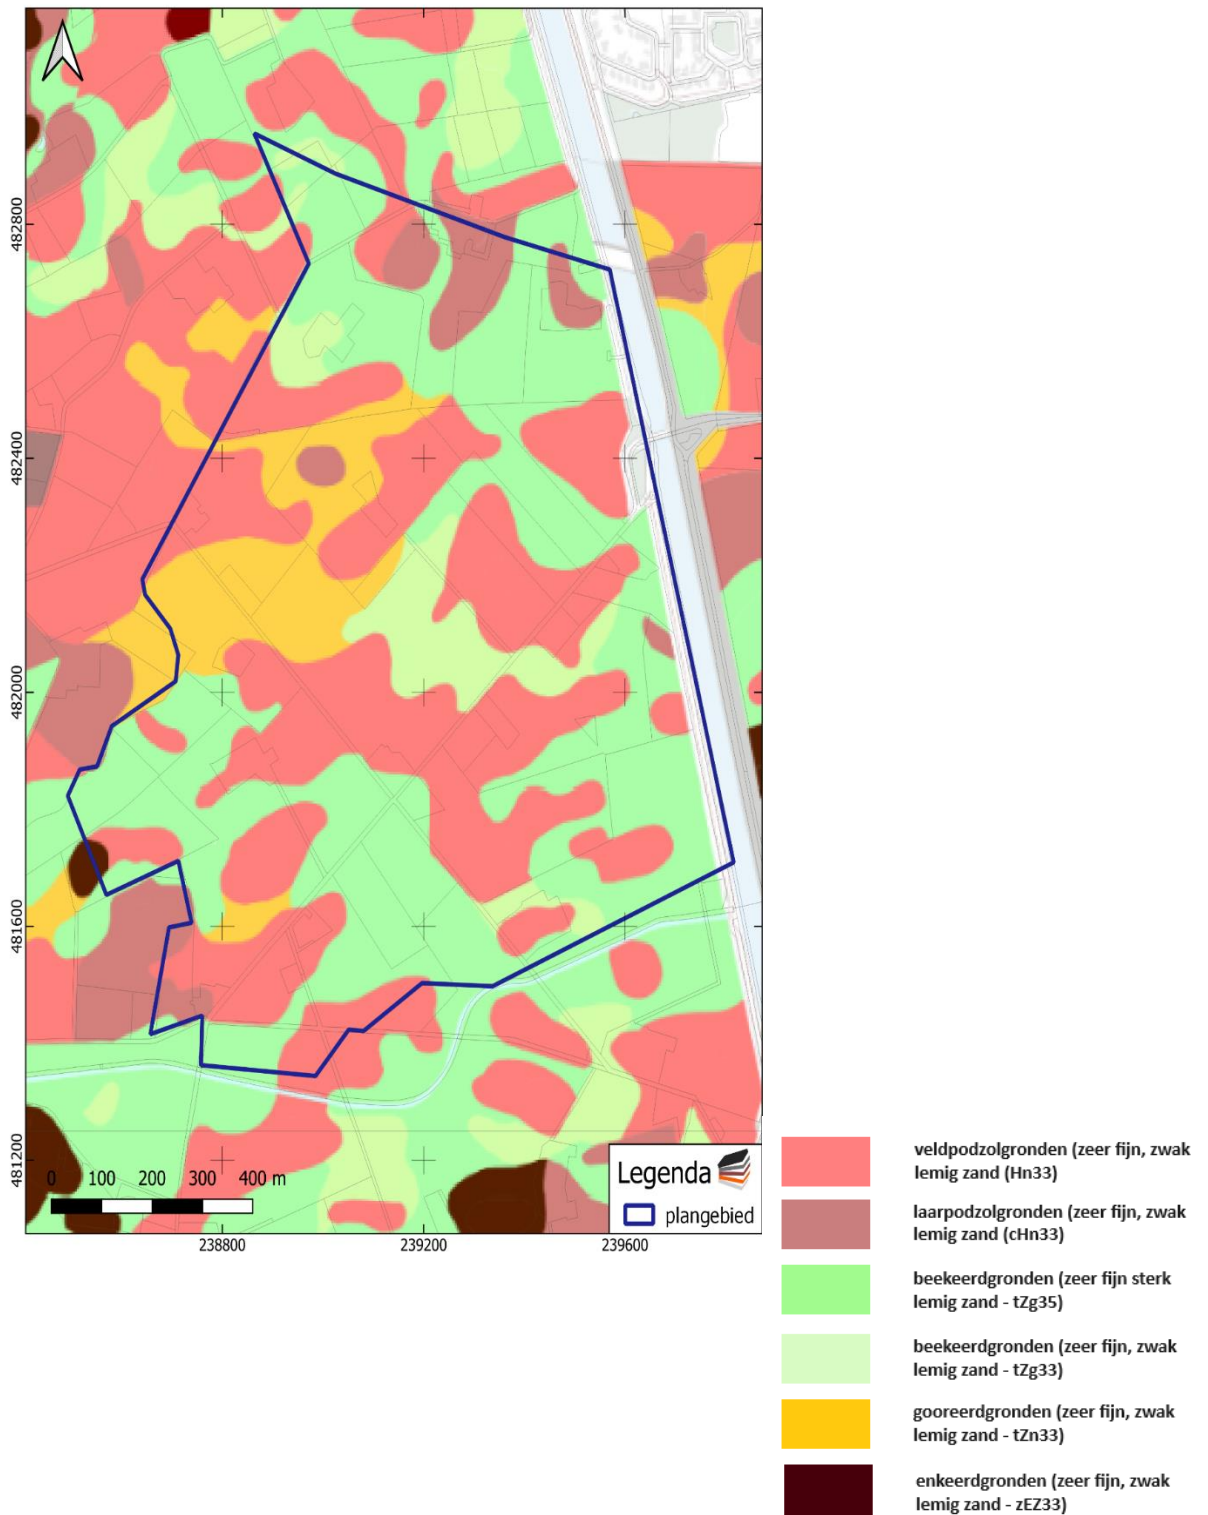 482800
482400
482000
481600
481200
0 100 200 300 400 m
238800 239200 239600
Legenda
plangebied
veldpodzolgronden (zeer fijn, zwak
lemig zand (Hn33)
laarpodzolgronden (zeer fijn, zwak
lemig zand (cHn33)
beekeerdgronden (zeer fijn sterk
lemig zand - tZg35)
beekeerdgronden (zeer fijn, zwak
lemig zand - tZg33)
gooreerdgronden (zeer fijn, zwak
lemig zand - tZn33)
enkeerdgronden (zeer fijn, zwak
lemig zand - zEZ33)